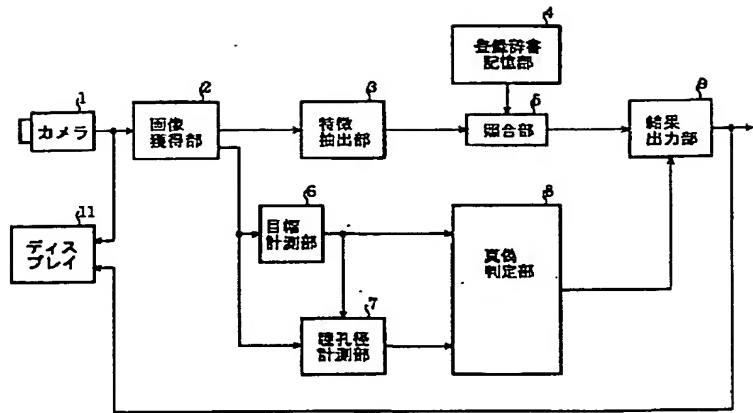 4
登録辞書
記憶部
1
カメラ
2
画像
獲得部
3
特徴
抽出部
5
照合部
9
結果
出力部
11
ディス
プレイ
6
目幅
計測部
7
瞳孔径
計測部
8
真偽
判定部